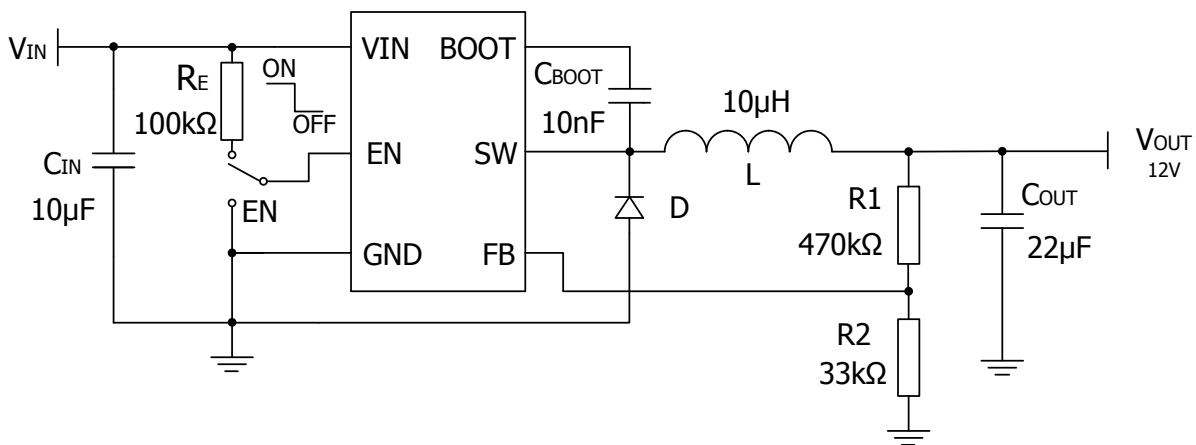 VIN
CIN
10µF
RE
100kΩ
ON
OFF
EN
VIN
BOOT
EN
SW
GND
FB
CBOOT
10nF
10µH
L
D
R1
470kΩ
R2
33kΩ
COUT
22µF
VOUT
12V